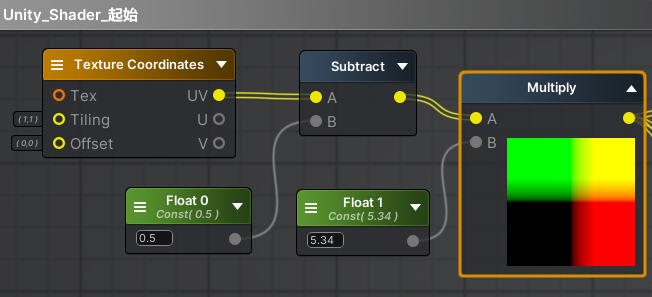 Unity_Shader_起始
Texture Coordinates
Tex
UV
(1,1)
Tiling
U
(0,0)
Offset
V
Subtract
A
B
Multiply
A
B
Float 0
Const( 0.5 )
0.5
Float 1
Const( 5.34 )
5.34